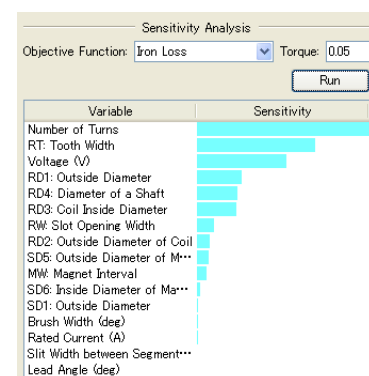 Sensitivity Analysis
Objective Function: Iron Loss Torque: 0.05
Run
Variable Sensitivity
Number of Turns
RT: Tooth Width
Voltage (V)
RD1: Outside Diameter
RD4: Diameter of a Shaft
RD3: Coil Inside Diameter
RW: Slot Opening Width
RD2: Outside Diameter of Coil
SD5: Outside Diameter of M···
MW: Magnet Interval
SD6: Inside Diameter of Ma···
SD1: Outside Diameter
Brush Width (deg)
Rated Current (A)
Slit Width between Segment···
Lead Angle (deg)